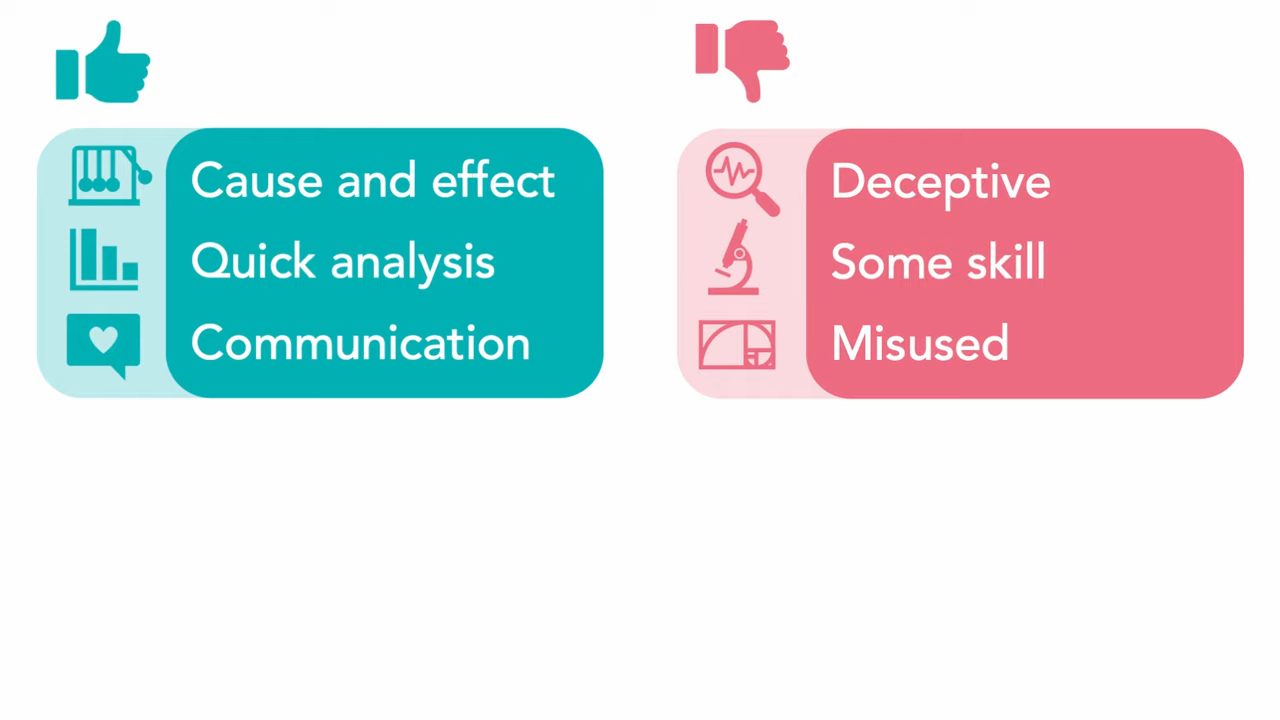 Cause and effect
Quick analysis
Communication
Deceptive
Some skill
Misused